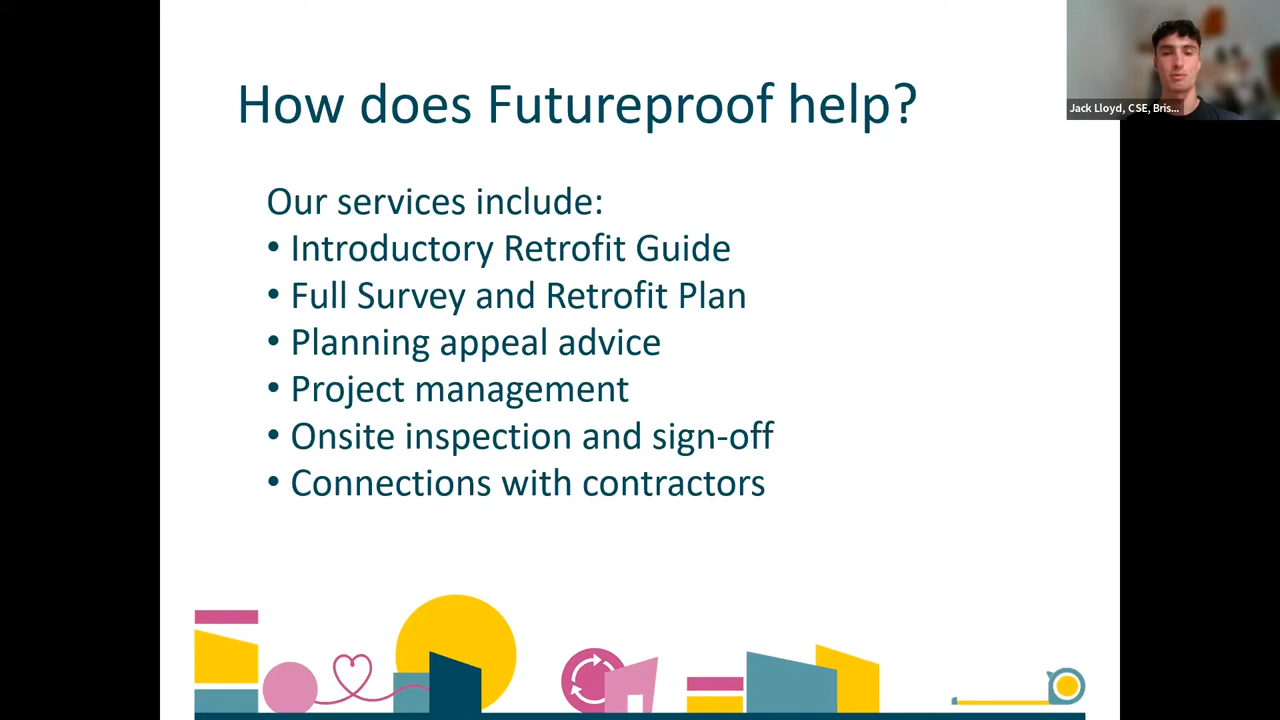 How does Futureproof help?
Jack Lloyd, CSE, Bris...
Our services include:
• Introductory Retrofit Guide
• Full Survey and Retrofit Plan
• Planning appeal advice
• Project management
• Onsite inspection and sign-off
• Connections with contractors